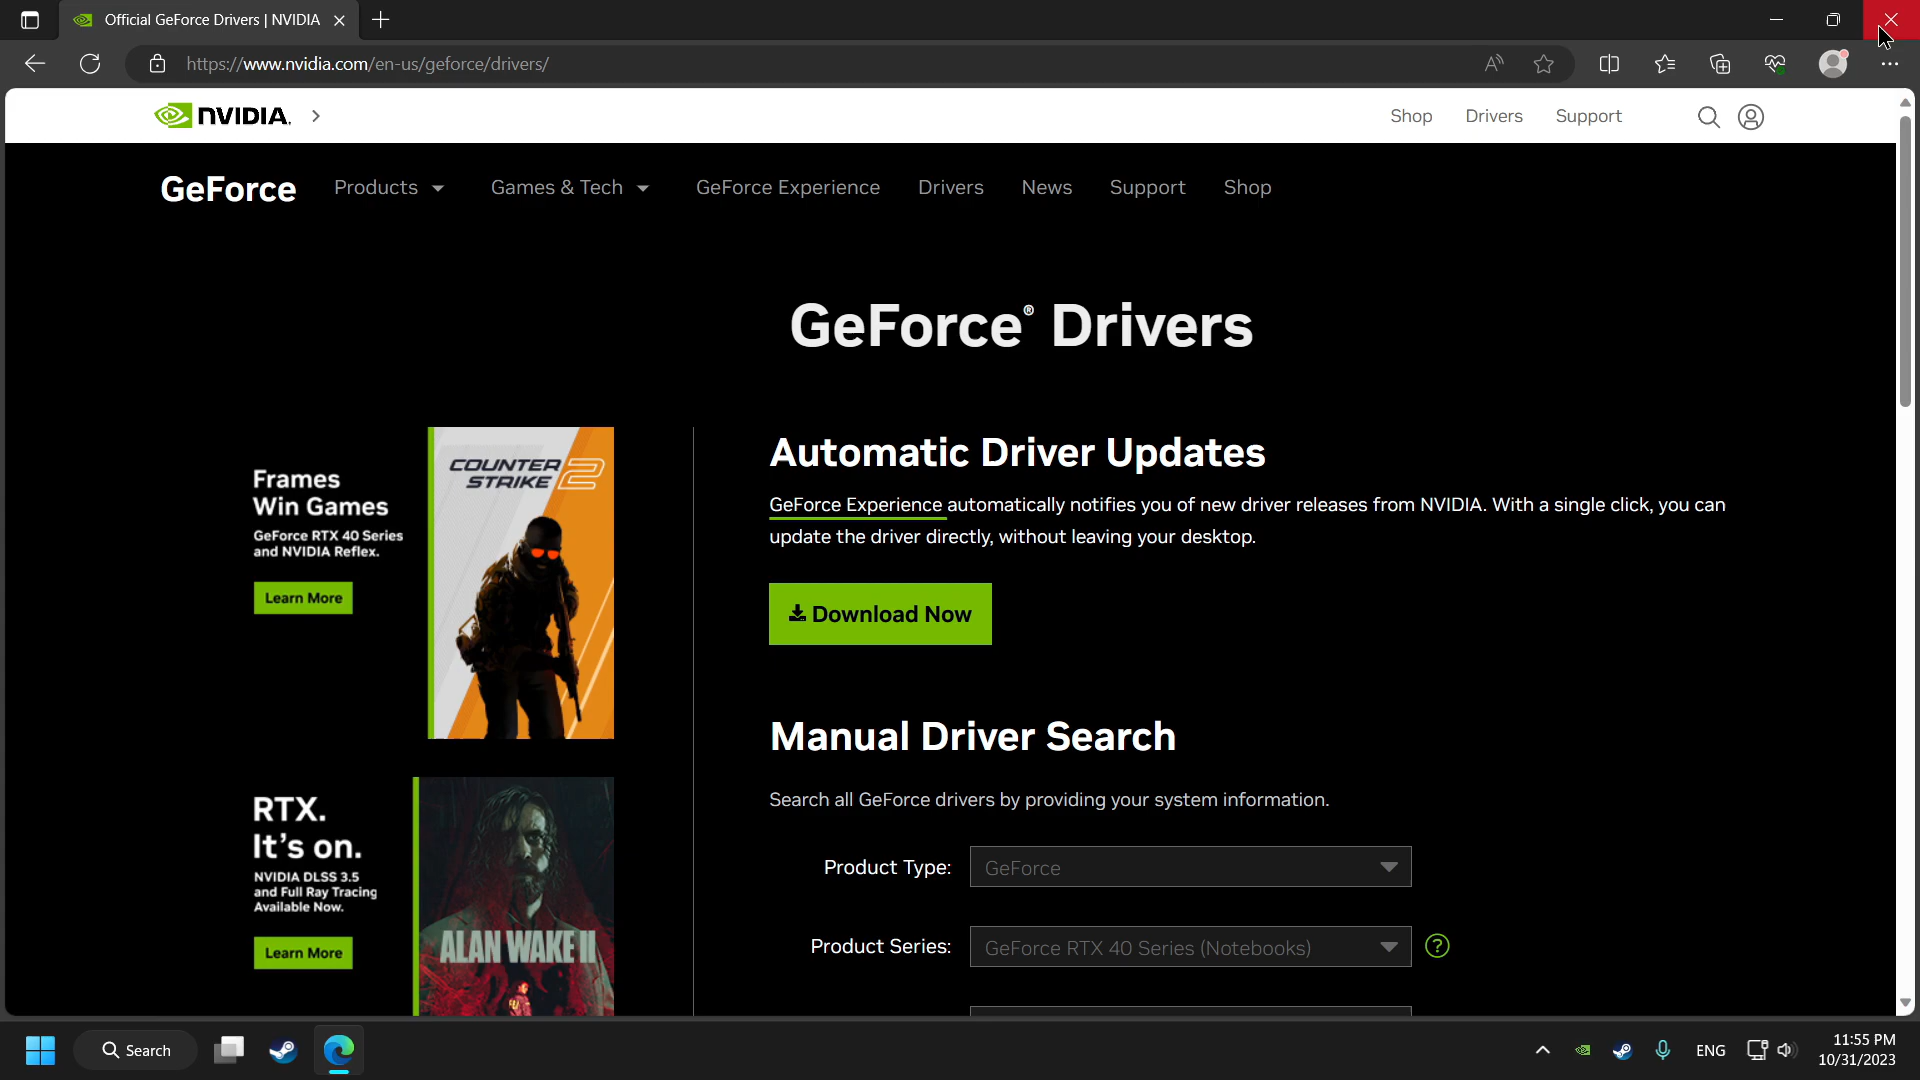 Official GeForce Drivers | NVIDIA
https://www.nvidia.com/en-us/geforce/drivers/
NVIDIA.
Shop
Drivers
Support
GeForce
Products
Games & Tech
GeForce Experience
Drivers
News
Support
Shop
GeForce® Drivers
Frames
Win Games
GeForce RTX 40 Series
and NVIDIA Reflex.
Learn More
COUNTER
STRIKE 2
RTX.
It's on.
NVIDIA DLSS 3.5
and Full Ray Tracing
Available Now.
Learn More
ALAN WAKE II
Automatic Driver Updates
GeForce Experience automatically notifies you of new driver releases from NVIDIA. With a single click, you can
update the driver directly, without leaving your desktop.
Download Now
Manual Driver Search
Search all GeForce drivers by providing your system information.
Product Type:
GeForce
Product Series:
GeForce RTX 40 Series (Notebooks)
?
Search
ENG
11:55 PM
10/31/2023